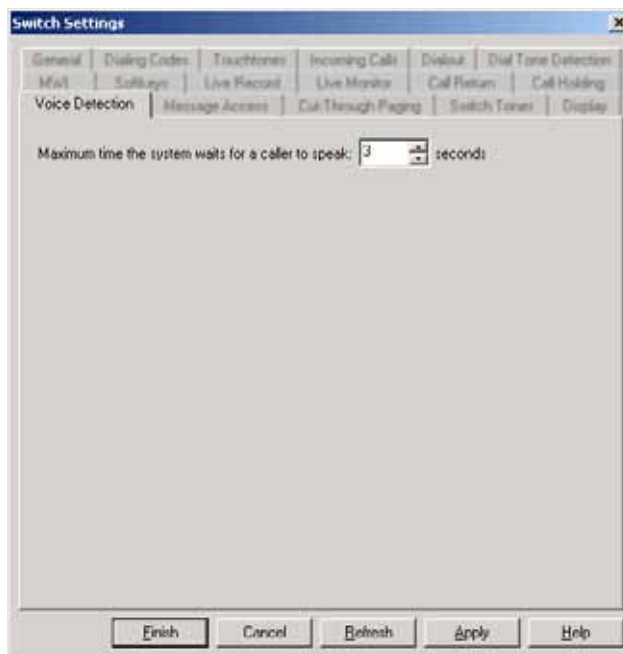 Switch Settings
General Dialing Codes Touchtones Incoming Calls Dialout Dial Tone Detection
MWI Softkeys Live Record Live Monitor Call Return Call Holding
Voice Detection Message Access Cut Through Paging Switch Tones Display
Maximum time the system waits for a caller to speak: 3 seconds
Finish Cancel Refresh Apply Help